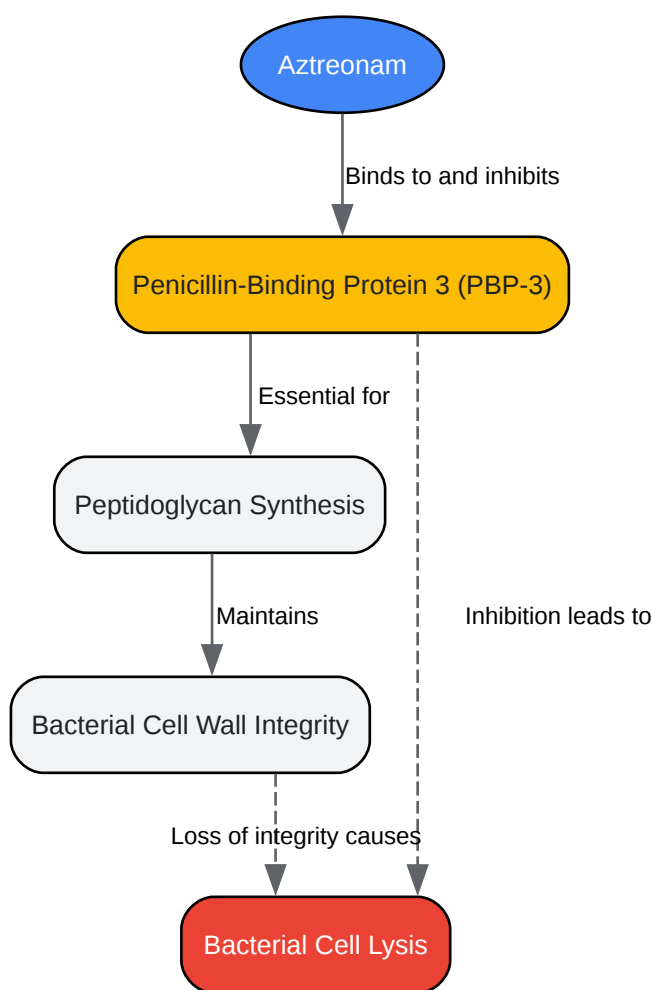 Aztreonam
Binds to and inhibits
Penicillin-Binding Protein 3 (PBP-3)
Essential for
Peptidoglycan Synthesis
Maintains
Inhibition leads to
Bacterial Cell Wall Integrity
Loss of integrity causes
Bacterial Cell Lysis